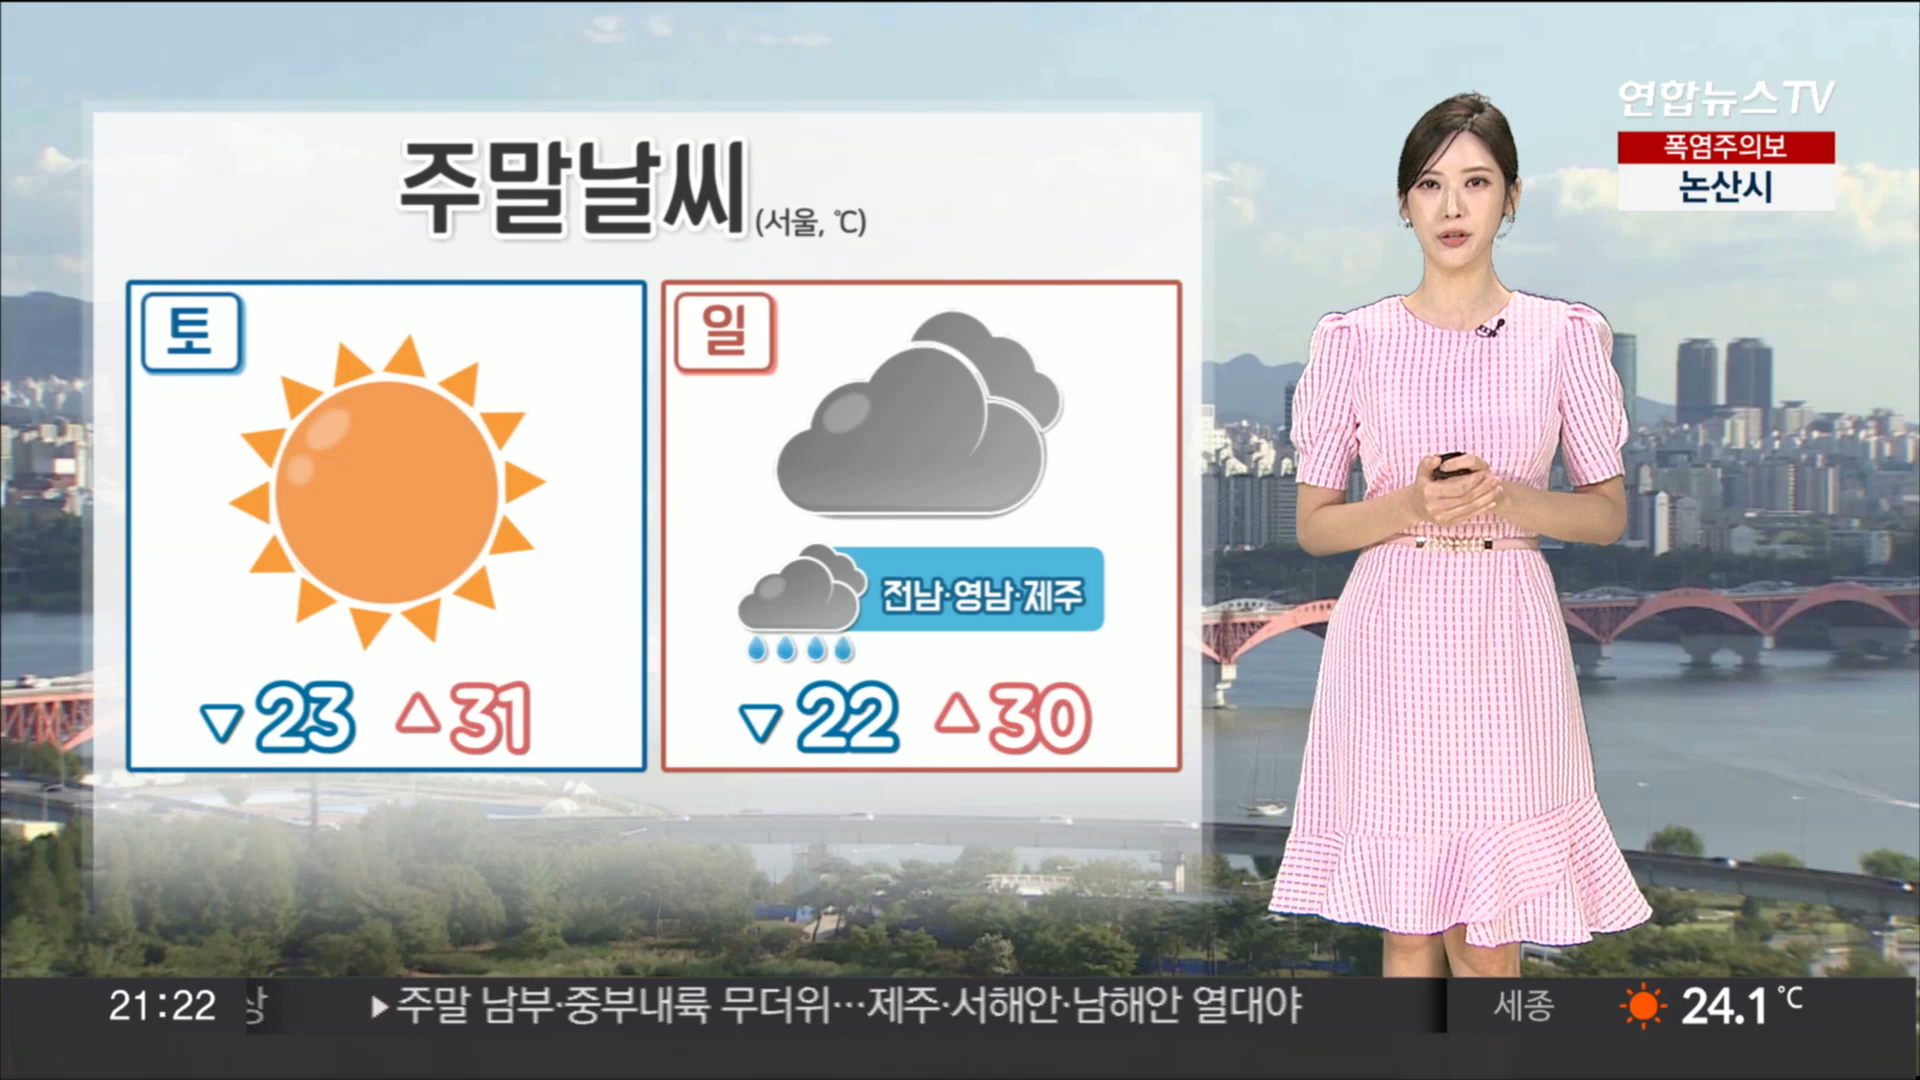 주말날씨 (서울, ℃)
토
일
전남·영남·제주
▽23 △31
▽22 △30
연합뉴스TV
폭염주의보
논산시
21:22 상 ▶주말 남부·중부내륙 무더위…제주·서해안·남해안 열대야
세종 24.1℃